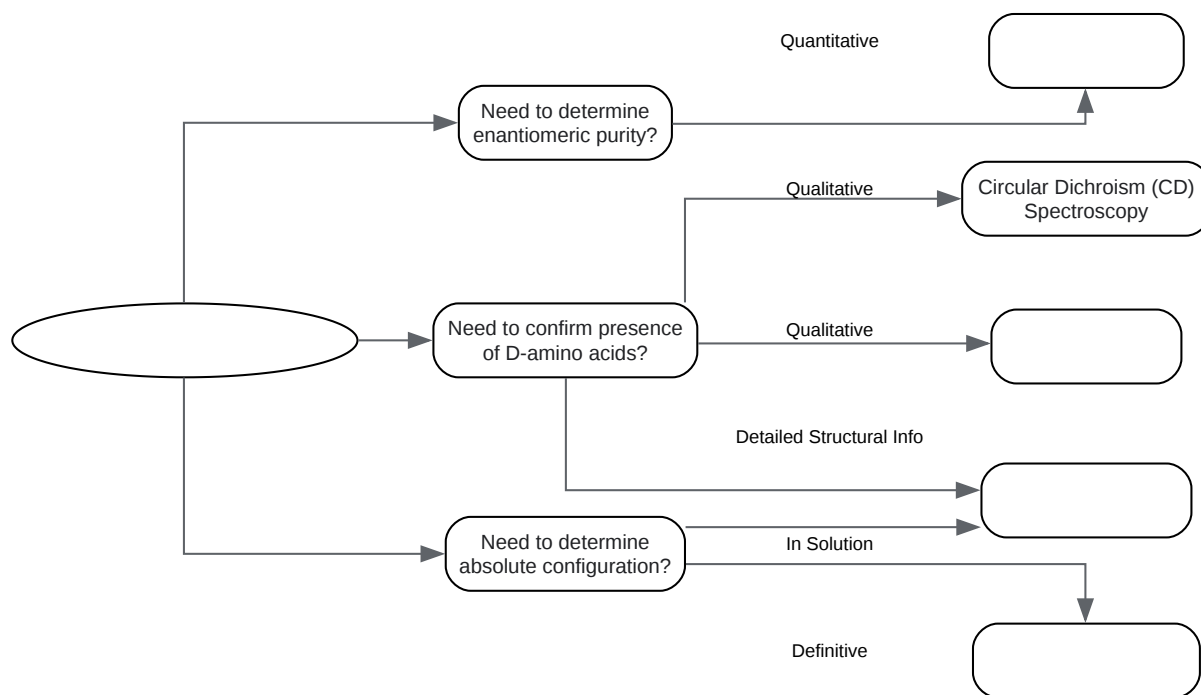 Quantitative
Need to determine
enantiomeric purity?
Qualitative
Circular Dichroism (CD)
Spectroscopy
Need to confirm presence
of D-amino acids?
Qualitative
Detailed Structural Info
Need to determine
absolute configuration?
In Solution
Definitive